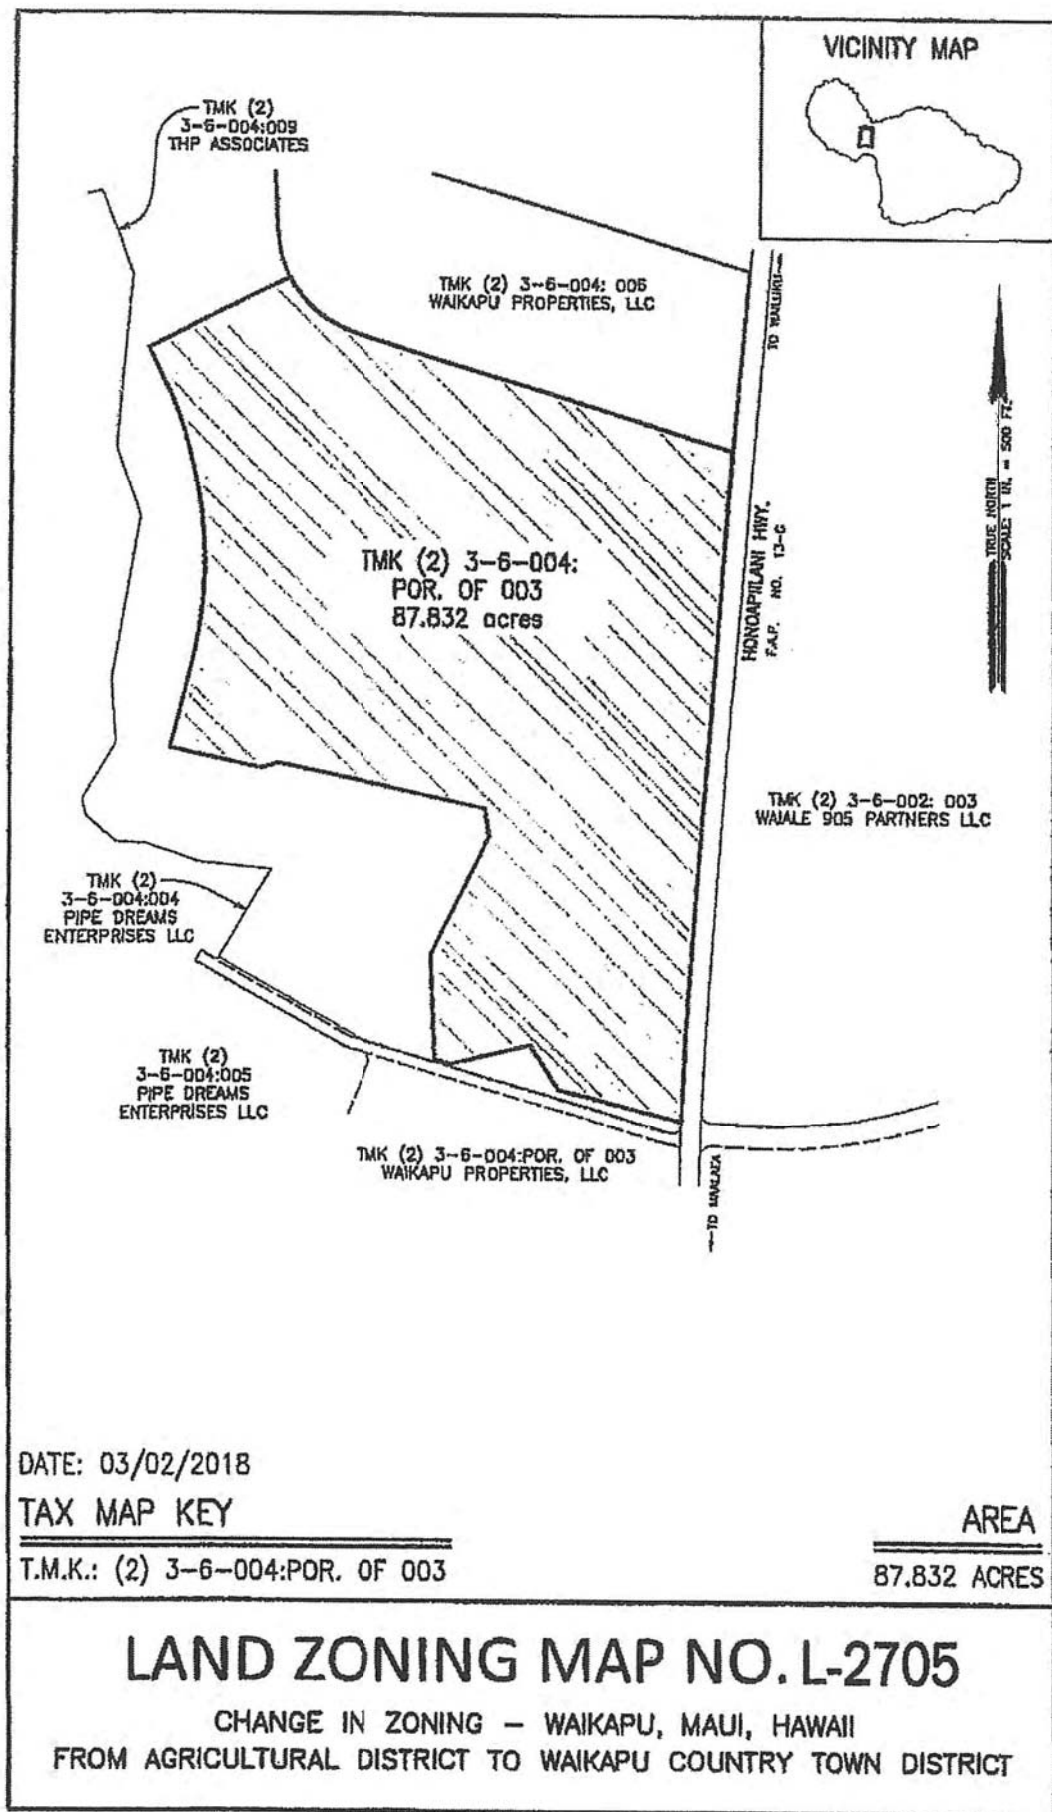 VICINITY MAP
TMK (2)
3-6-004:009
THP ASSOCIATES
TMK (2) 3-6-004: 006
WAIKAPU PROPERTIES, LLC
TO WAILUKU
TRUE NORTH
SCALE: 1 IN. = 500 FT.
HONOAPIILANI HWY.
F.A.P. NO. 13-G
TMK (2) 3-6-004:
POR. OF 003
87.832 acres
TMK (2) 3-6-002: 003
WAIALE 905 PARTNERS LLC
TMK (2)
3-6-004:004
PIPE DREAMS
ENTERPRISES LLC
TMK (2)
3-6-004:005
PIPE DREAMS
ENTERPRISES LLC
TMK (2) 3-6-004:POR. OF 003
WAIKAPU PROPERTIES, LLC
TO MAALAEA
DATE: 03/02/2018
TAX MAP KEY
AREA
T.M.K.: (2) 3-6-004:POR. OF 003
87.832 ACRES
LAND ZONING MAP NO. L-2705
CHANGE IN ZONING - WAIKAPU, MAUI, HAWAII
FROM AGRICULTURAL DISTRICT TO WAIKAPU COUNTRY TOWN DISTRICT